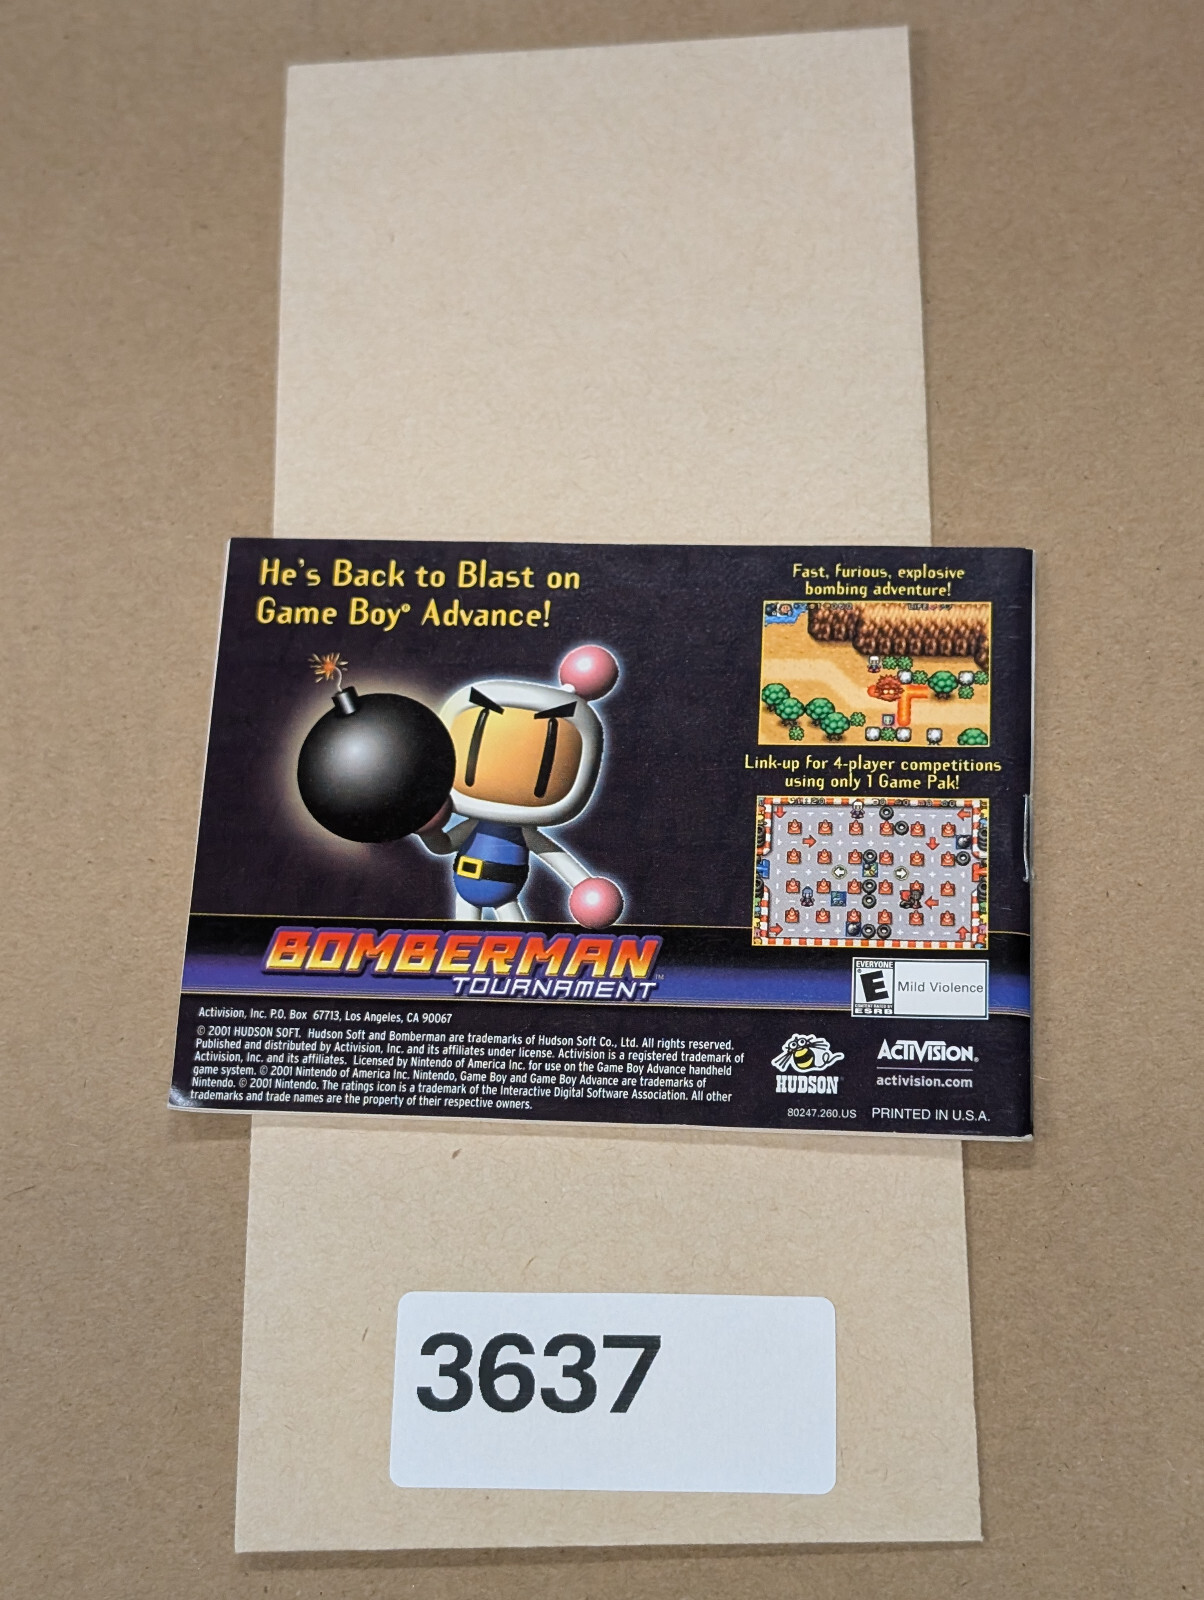 He's Back to Blast on
Game Boy® Advance!
Fast, furious, explosive
bombing adventure!
Link-up for 4-player competitions
using only 1 Game Pak!
BOMBERMAN™
TOURNAMENT
EVERYONE
E
CONTENT RATED BY
ESRB
Mild Violence
Activision, Inc. P.O. Box 67713, Los Angeles, CA 90067
© 2001 HUDSON SOFT. Hudson Soft and Bomberman are trademarks of Hudson Soft Co., Ltd. All rights reserved.
Published and distributed by Activision, Inc. and its affiliates under license. Activision is a registered trademark of
Activision, Inc. and its affiliates. Licensed by Nintendo of America Inc. for use on the Game Boy Advance handheld
game system. © 2001 Nintendo of America Inc. Nintendo, Game Boy and Game Boy Advance are trademarks of
Nintendo. © 2001 Nintendo. The ratings icon is a trademark of the Interactive Digital Software Association. All other
trademarks and trade names are the property of their respective owners.
HUDSON
ACTIVISION®
activision.com
80247.260.US PRINTED IN U.S.A.
3637